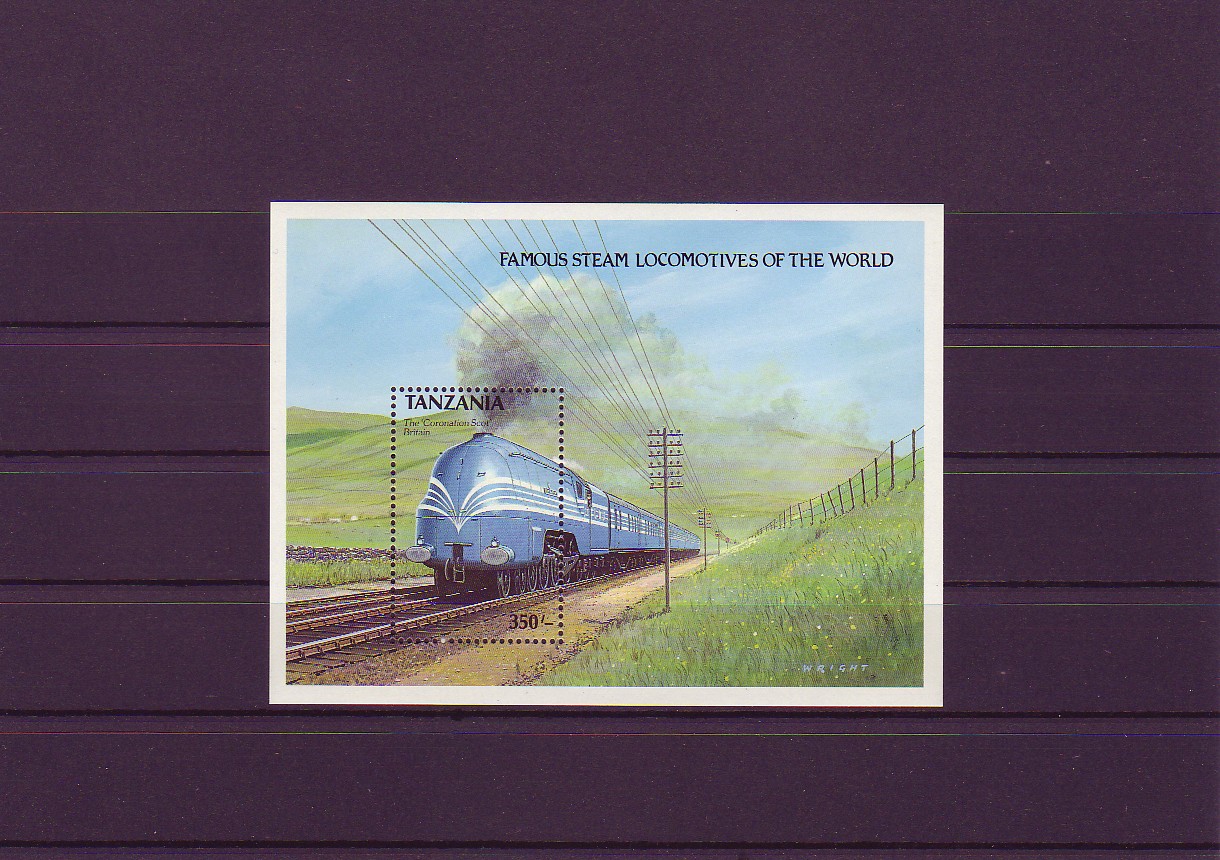 FAMOUS STEAM LOCOMOTIVES OF THE WORLD
TANZANIA
The 'Coronation Scot'
Britain
350/–
WRIGHT